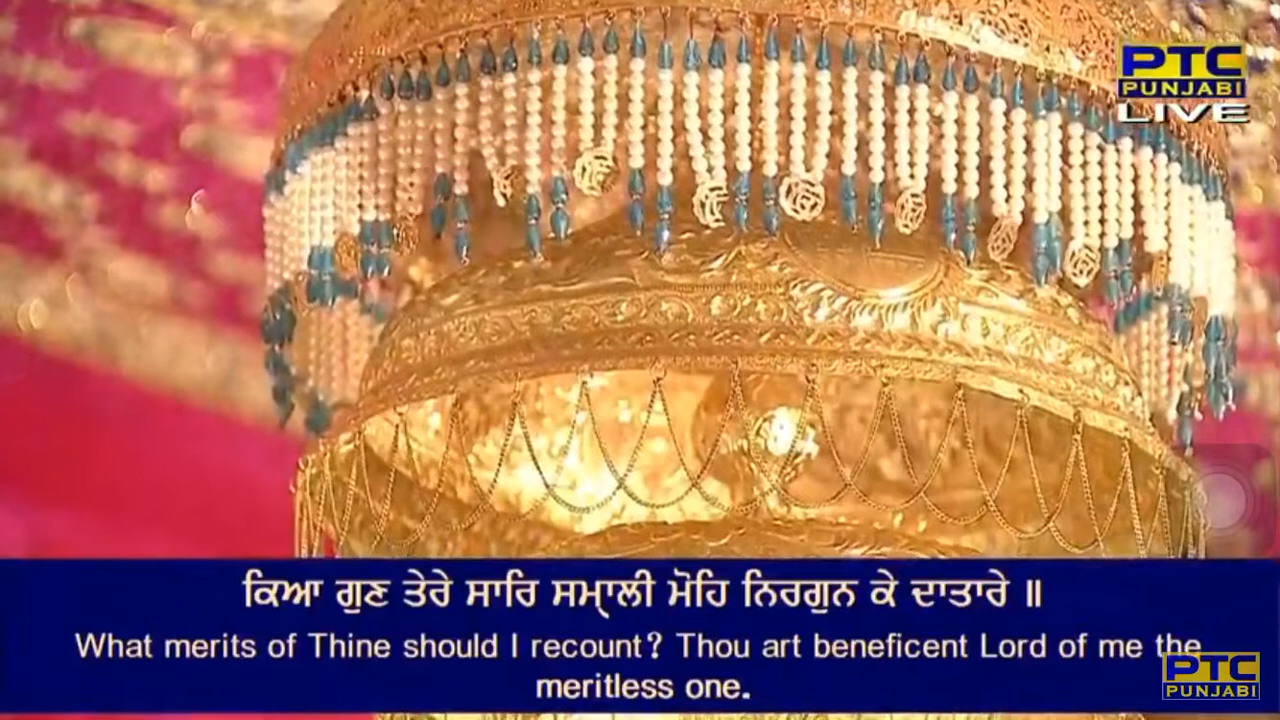 PTC
PUNJABI
LIVE
ਕਿਆ ਗੁਣ ਤੇਰੇ ਸਾਰਿ ਸਮ੍ਹਾਲੀ ਮੋਹਿ ਨਿਰਗੁਨ ਕੇ ਦਾਤਾਰੇ ॥
What merits of Thine should I recount? Thou art beneficent Lord of me the
meritless one.
PTC
PUNJABI